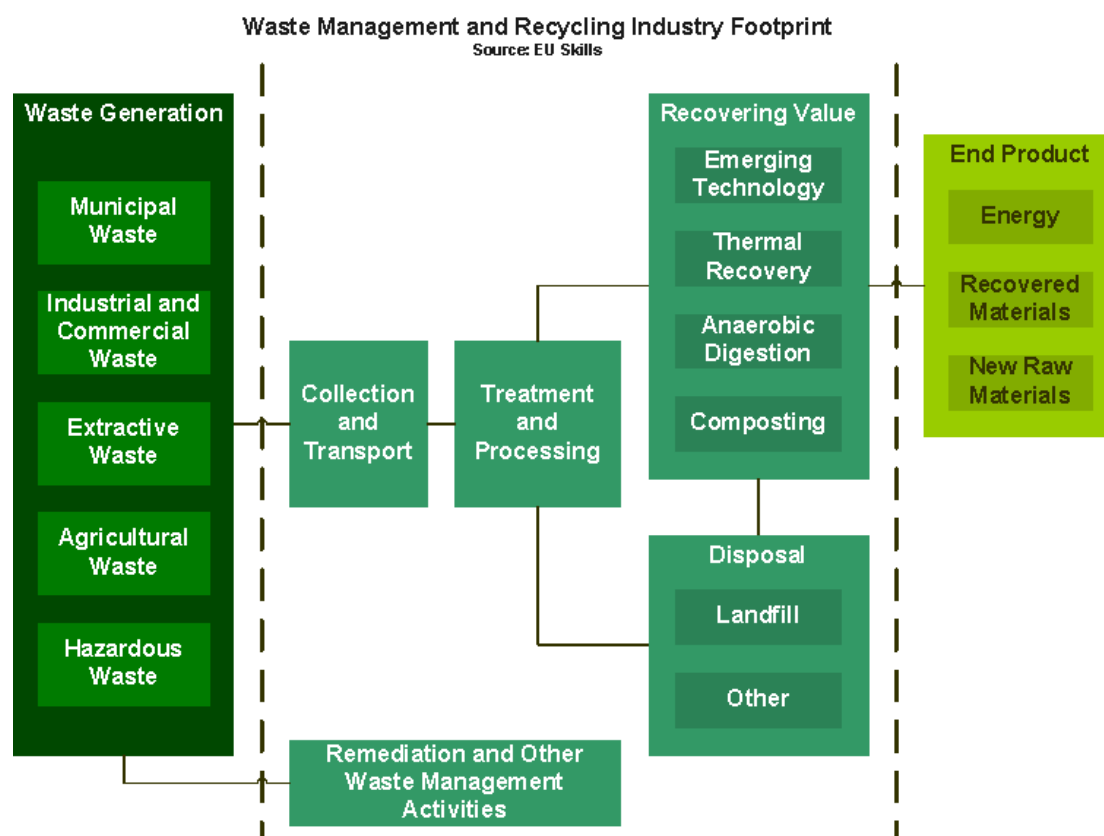 Waste Management and Recycling Industry Footprint
Source: EU Skills
Waste Generation
Municipal
Waste
Industrial and
Commercial
Waste
Extractive
Waste
Agricultural
Waste
Hazardous
Waste
Collection
and
Transport
Treatment
and
Processing
Recovering Value
Emerging
Technology
Thermal
Recovery
Anaerobic
Digestion
Composting
Disposal
Landfill
Other
End Product
Energy
Recovered
Materials
New Raw
Materials
Remediation and Other
Waste Management
Activities